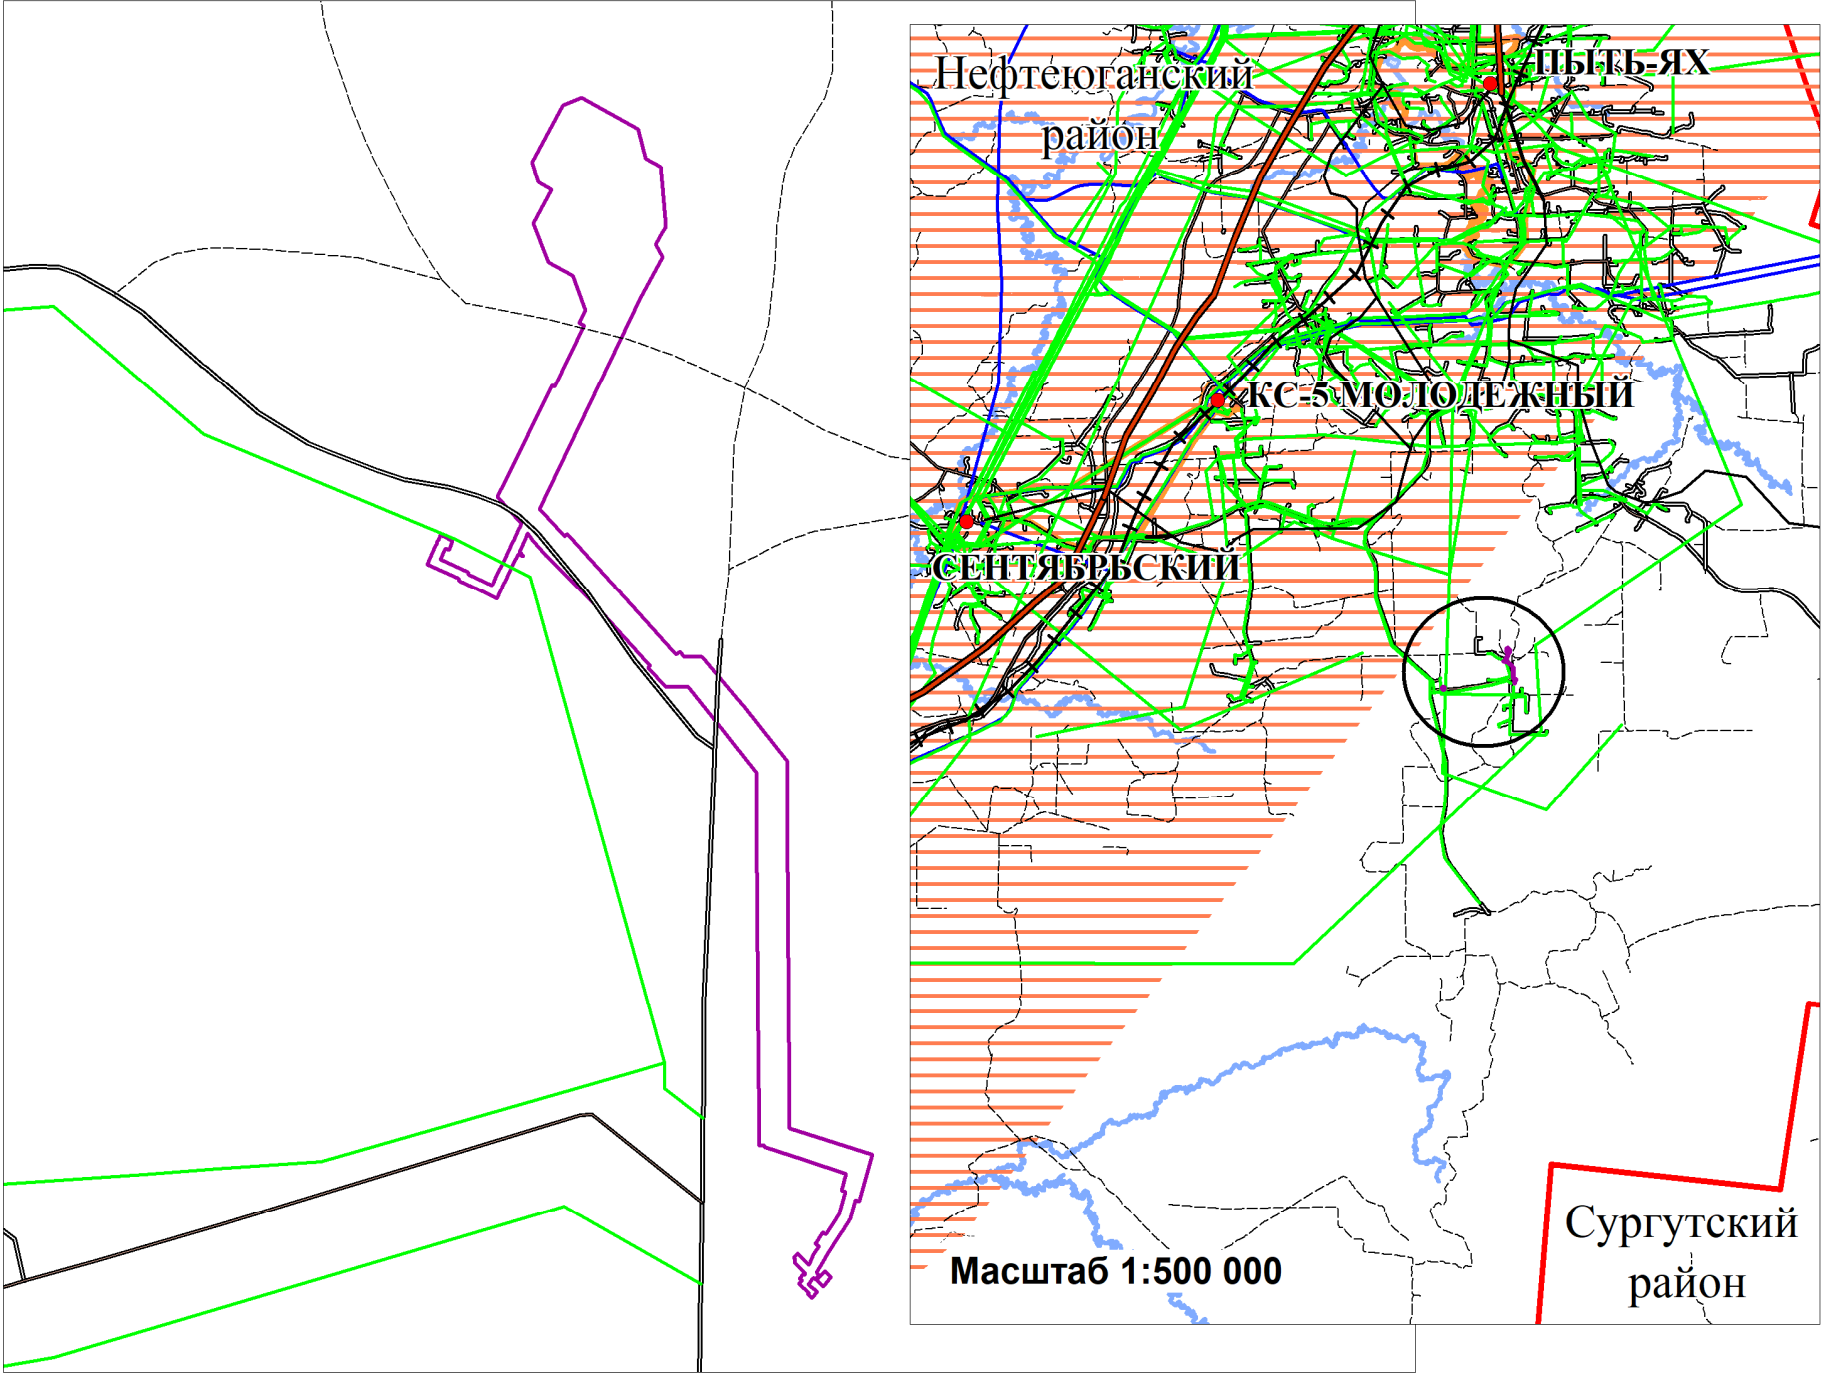 Нефтеюганский
район
ПЫТЬ-ЯХ
КС-5 МОЛОДЕЖНЫЙ
СЕНТЯБРЬСКИЙ
Сургутский
район
Масштаб 1:500 000